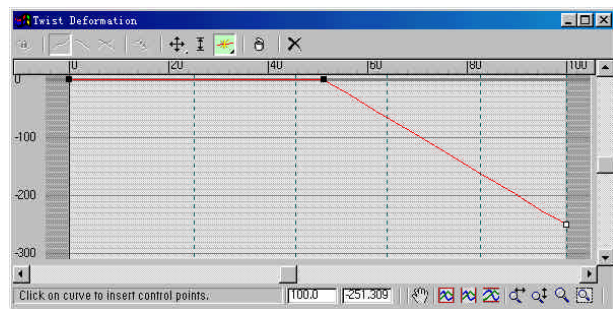 Twist Deformation
0 20 40 60 80 100
0
-100
-200
-300
Click on curve to insert control points. 100.0 -251.309